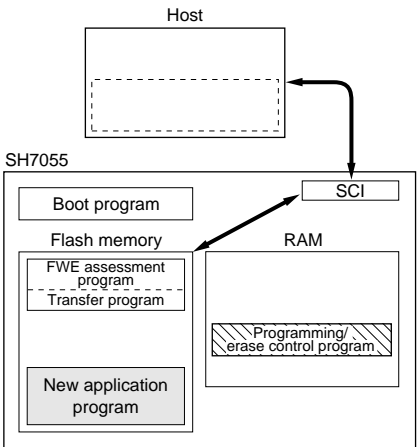 Host
SH7055
SCI
Boot program
Flash memory
RAM
FWE assessment
program
Transfer program
Programming/
erase control program
New application
program